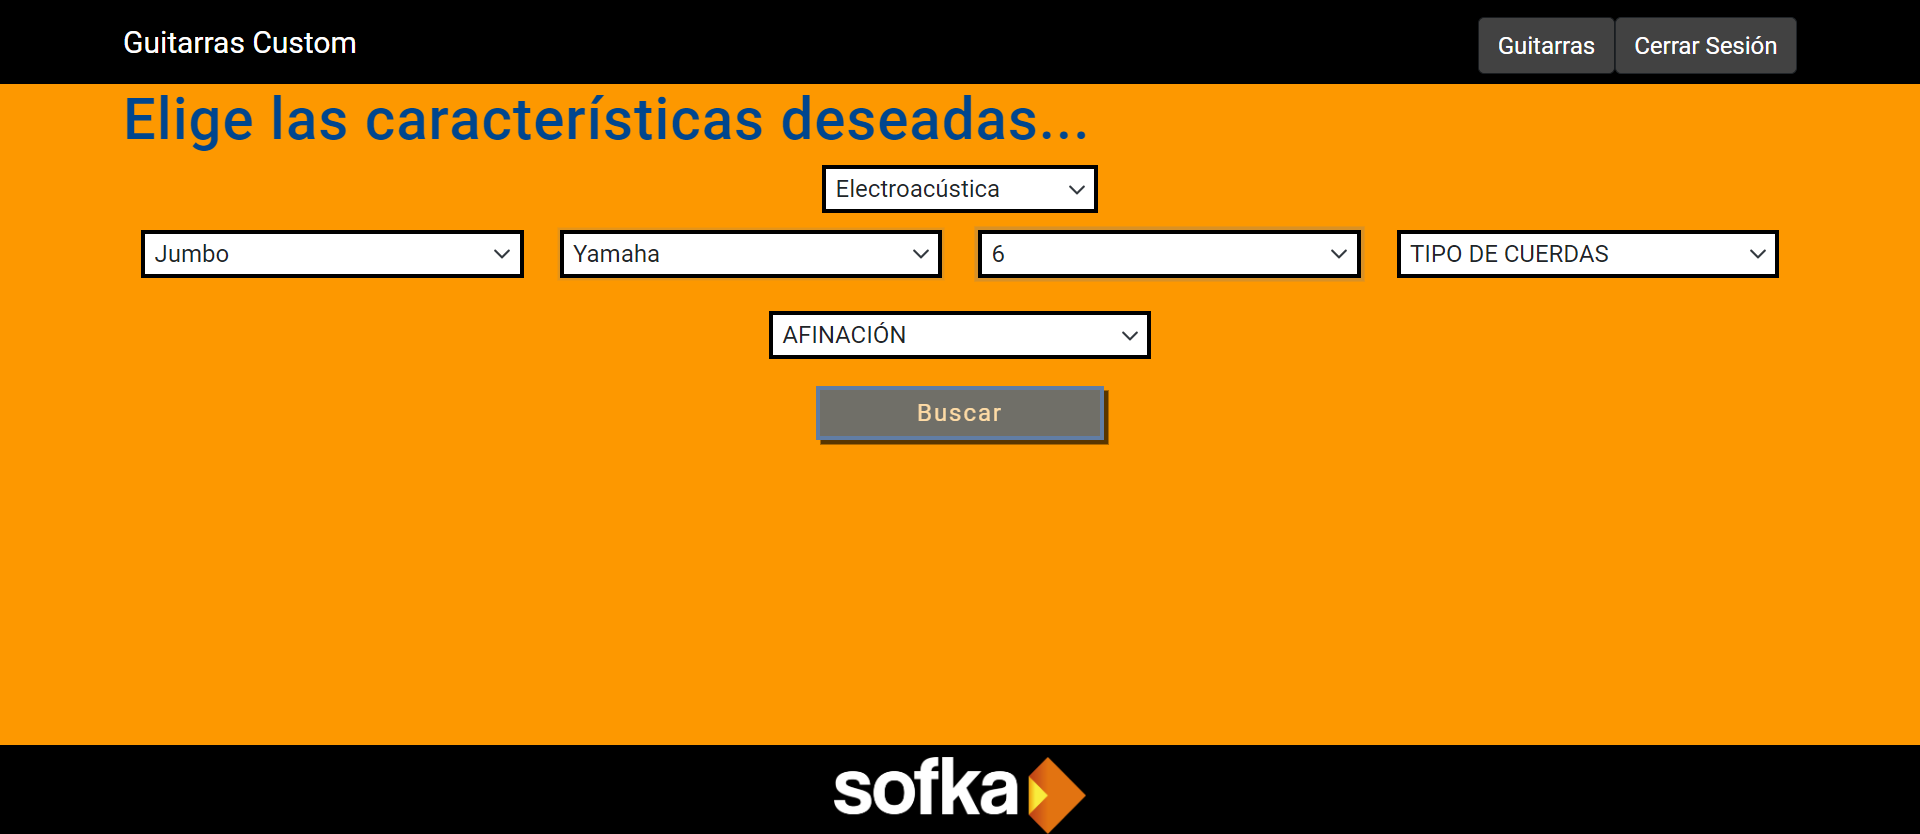 Guitarras Custom
Guitarras
Cerrar Sesión
Elige las características deseadas...
Electroacústica
Jumbo
Yamaha
6
TIPO DE CUERDAS
AFINACIÓN
Buscar
sofka